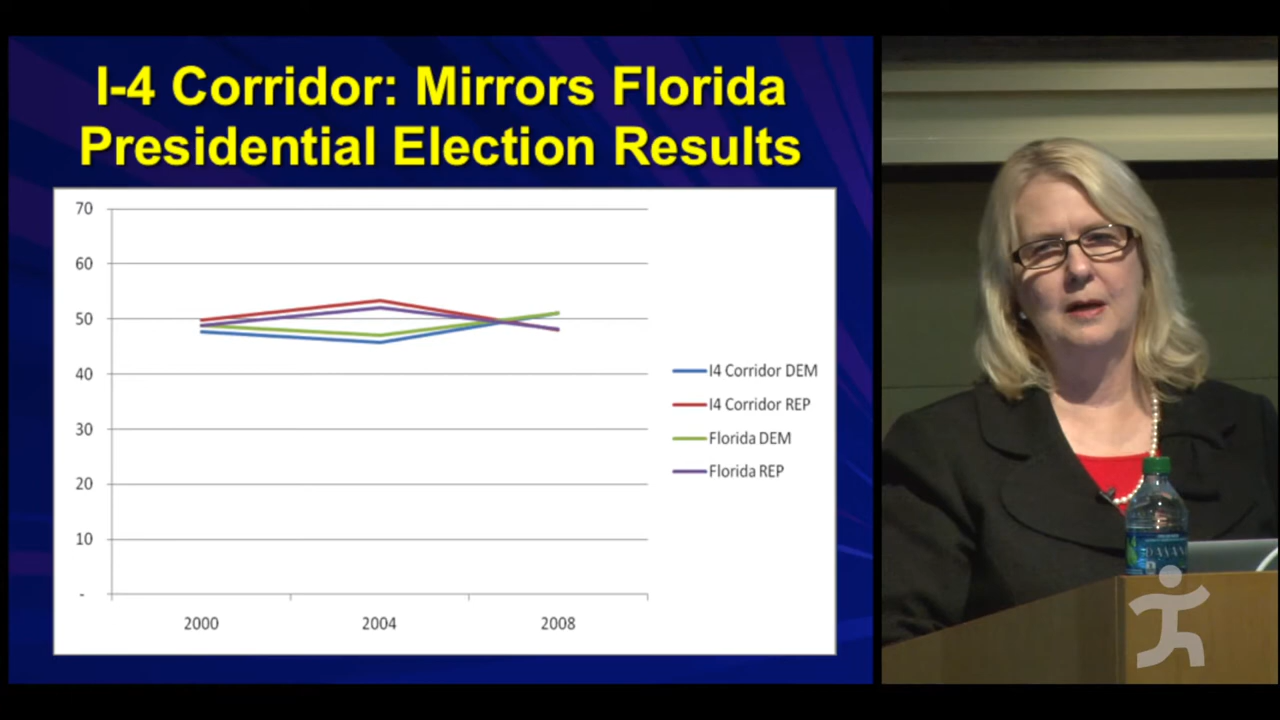 I-4 Corridor: Mirrors Florida
Presidential Election Results
70
60
50
40
30
20
10
-
2000
2004
2008
I4 Corridor DEM
I4 Corridor REP
Florida DEM
Florida REP
DASANI